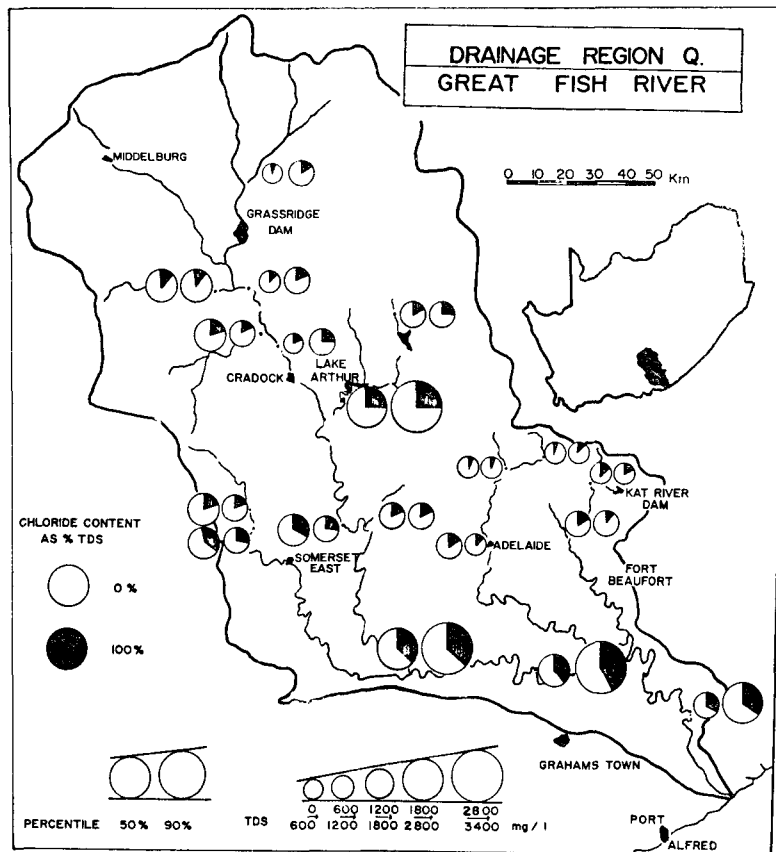 DRAINAGE REGION Q.
GREAT FISH RIVER
MIDDELBURG
0 10 20 30 40 50 Km
GRASSRIDGE
DAM
LAKE
ARTHUR
CRADOCK
KAT RIVER
DAM
CHLORIDE CONTENT
AS % TDS
0 %
100%
ADELAIDE
SOMERSET
EAST
FORT
BEAUFORT
GRAHAMS TOWN
PERCENTILE 50% 90%
TDS
0 600 1200 1800 2800
600 1200 1800 2800 3400 mg / l
PORT
ALFRED